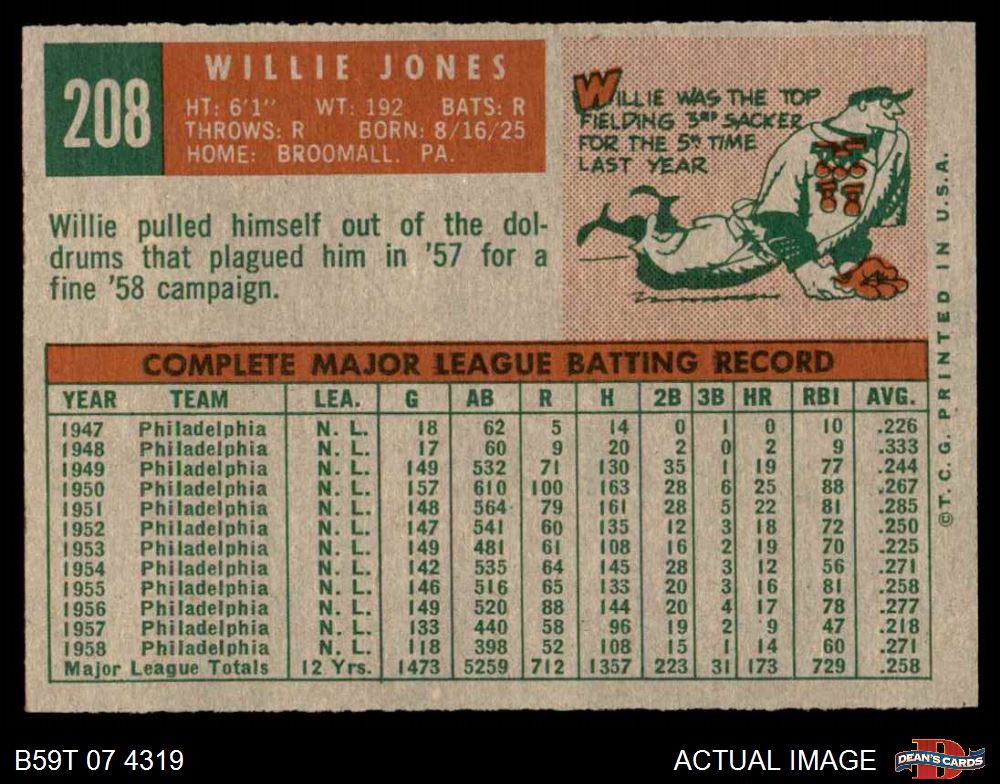 208
WILLIE JONES
HT: 6'1" WT: 192 BATS: R
THROWS: R BORN: 8/16/25
HOME: BROOMALL. PA.
Willie pulled himself out of the dol-
drums that plagued him in '57 for a
fine '58 campaign.
WILLIE WAS THE TOP
FIELDING 3RD SACKER
FOR THE 5TH TIME
LAST YEAR
COMPLETE MAJOR LEAGUE BATTING RECORD
YEAR TEAM LEA. G AB R H 2B 3B HR RBI AVG.
1947 Philadelphia N. L. 18 62 5 14 0 1 0 10 .226
1948 Philadelphia N. L. 17 60 9 20 2 0 2 9 .333
1949 Philadelphia N. L. 149 532 71 130 35 1 19 77 .244
1950 Philadelphia N. L. 157 610 100 163 28 6 25 88 .267
1951 Philadelphia N. L. 148 564 79 161 28 5 22 81 .285
1952 Philadelphia N. L. 147 541 60 135 12 3 18 72 .250
1953 Philadelphia N. L. 149 481 61 108 16 2 19 70 .225
1954 Philadelphia N. L. 142 535 64 145 28 3 12 56 .271
1955 Philadelphia N. L. 146 516 65 133 20 3 16 81 .258
1956 Philadelphia N. L. 149 520 88 144 20 4 17 78 .277
1957 Philadelphia N. L. 133 440 58 96 19 2 9 47 .218
1958 Philadelphia N. L. 118 398 52 108 15 1 14 60 .271
Major League Totals 12 Yrs. 1473 5259 712 1357 223 31 173 729 .258
©T. C. G. PRINTED IN U.S.A.
B59T 07 4319
ACTUAL IMAGE
DEAN'S CARDS